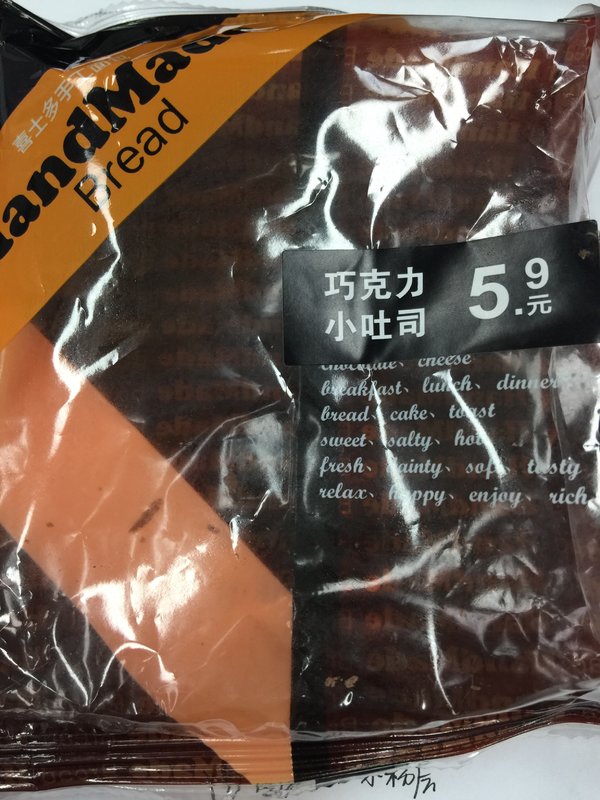 喜士多手工面
HandMade
Bread
巧克力
小吐司
5.9元
chocolate、cheese
breakfast、lunch、dinner
bread、cake、toast
sweet、salty、hot
fresh、dainty、soft、tasty
relax、happy、enjoy、rich